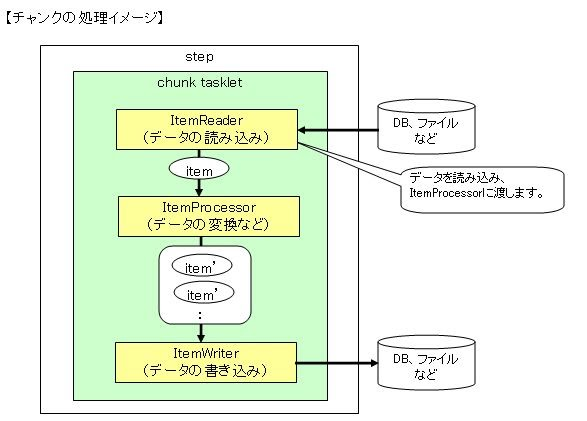 【チャンクの処理イメージ】
step
chunk tasklet
ItemReader
（データの読み込み）
DB、ファイル
など
item
データを読み込み、
ItemProcessorに渡します。
ItemProcessor
（データの変換など）
item’
item’
：
ItemWriter
（データの書き込み）
DB、ファイル
など